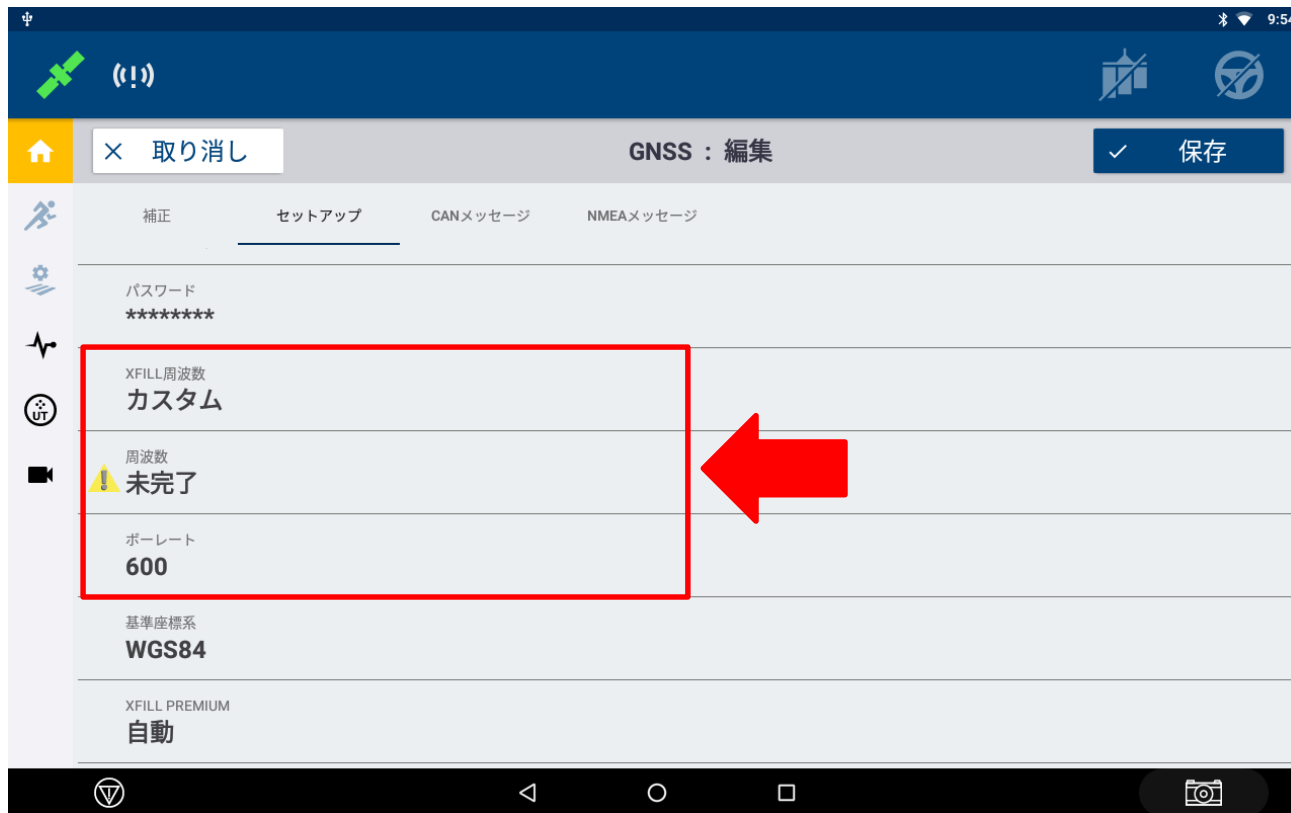 9:54
取り消し
GNSS : 編集
保存
補正
セットアップ
CANメッセージ
NMEAメッセージ
パスワード
********
XFILL周波数
カスタム
周波数
未完了
ボーレート
600
基準座標系
WGS84
XFILL PREMIUM
自動
UT